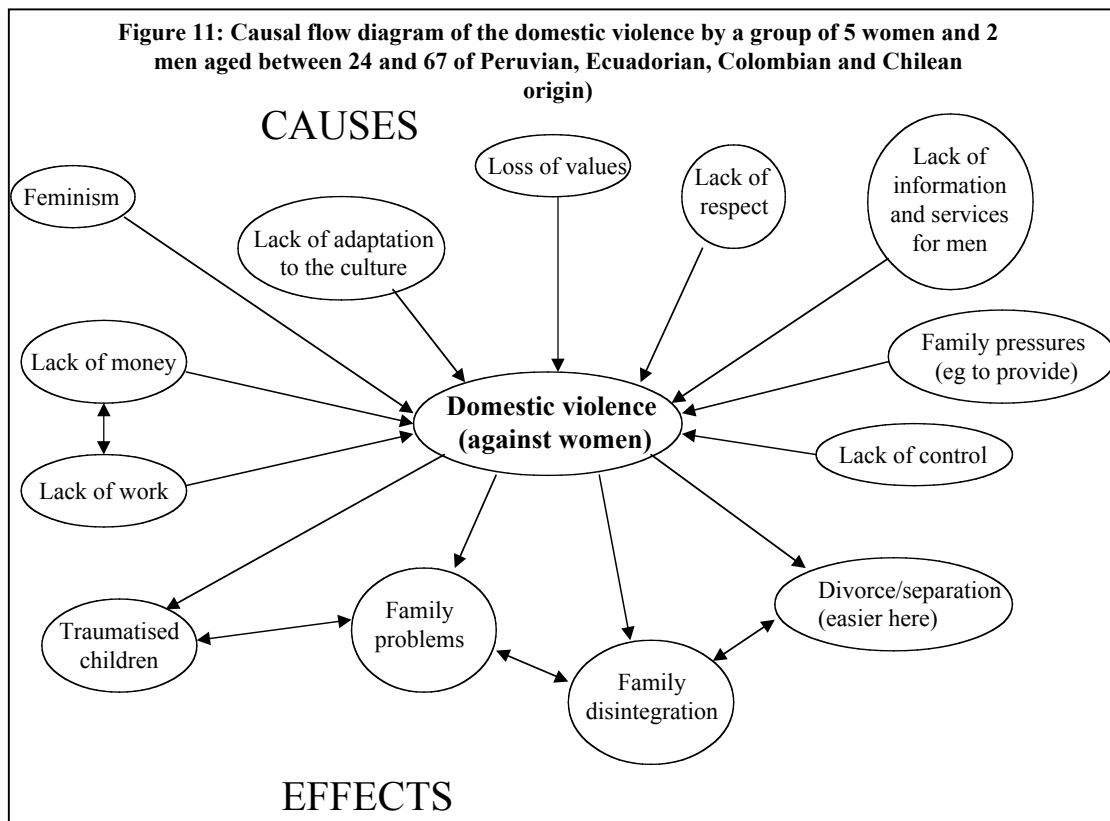 Figure 11: Causal flow diagram of the domestic violence by a group of 5 women and 2
men aged between 24 and 67 of Peruvian, Ecuadorian, Colombian and Chilean
origin)
CAUSES
Feminism
Lack of adaptation
to the culture
Loss of values
Lack of
respect
Lack of
information
and services
for men
Lack of money
Family pressures
(eg to provide)
Domestic violence
(against women)
Lack of work
Lack of control
Traumatised
children
Family
problems
Family
disintegration
Divorce/separation
(easier here)
EFFECTS